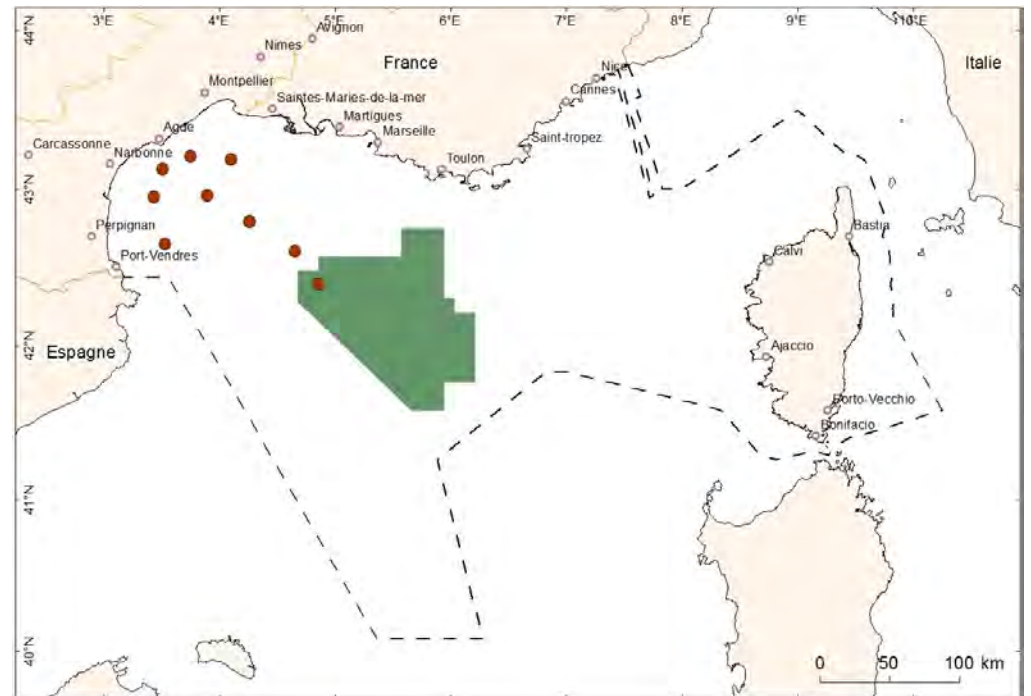 3°E 4°E 5°E 6°E 7°E 8°E 9°E 10°E
44°N
Avignon
Nimes
France
Italie
Nice
Montpellier
Cannes
Saintes-Maries-de-la-mer
Martigues
Agde
Marseille
Saint-tropez
Carcassonne
Narbonne
Toulon
43°N
Perpignan
Bastia
Port-Vendres
Calvi
42°N
Espagne
Ajaccio
Porto-Vecchio
Bonifacio
41°N
40°N
0 50 100 km